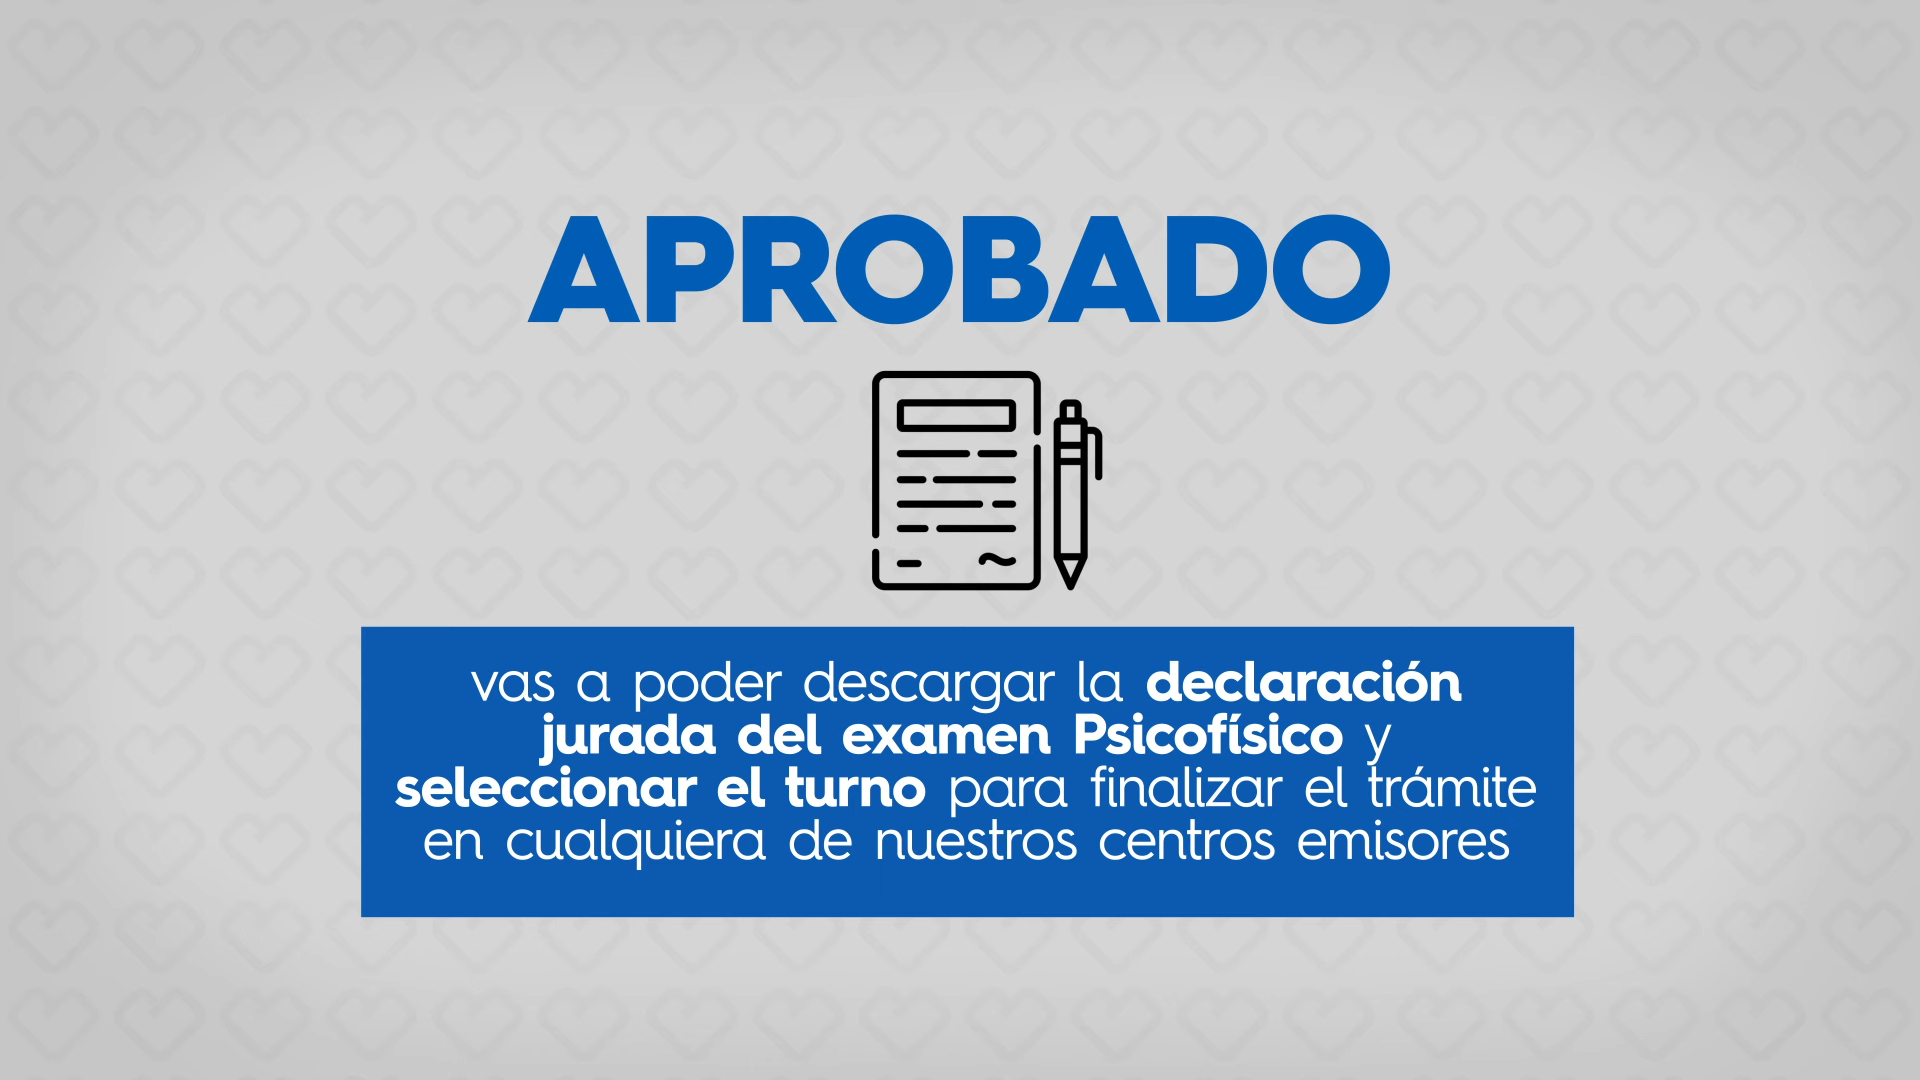 APROBADO
vas a poder descargar la declaración
jurada del examen Psicofísico y
seleccionar el turno para finalizar el trámite
en cualquiera de nuestros centros emisores